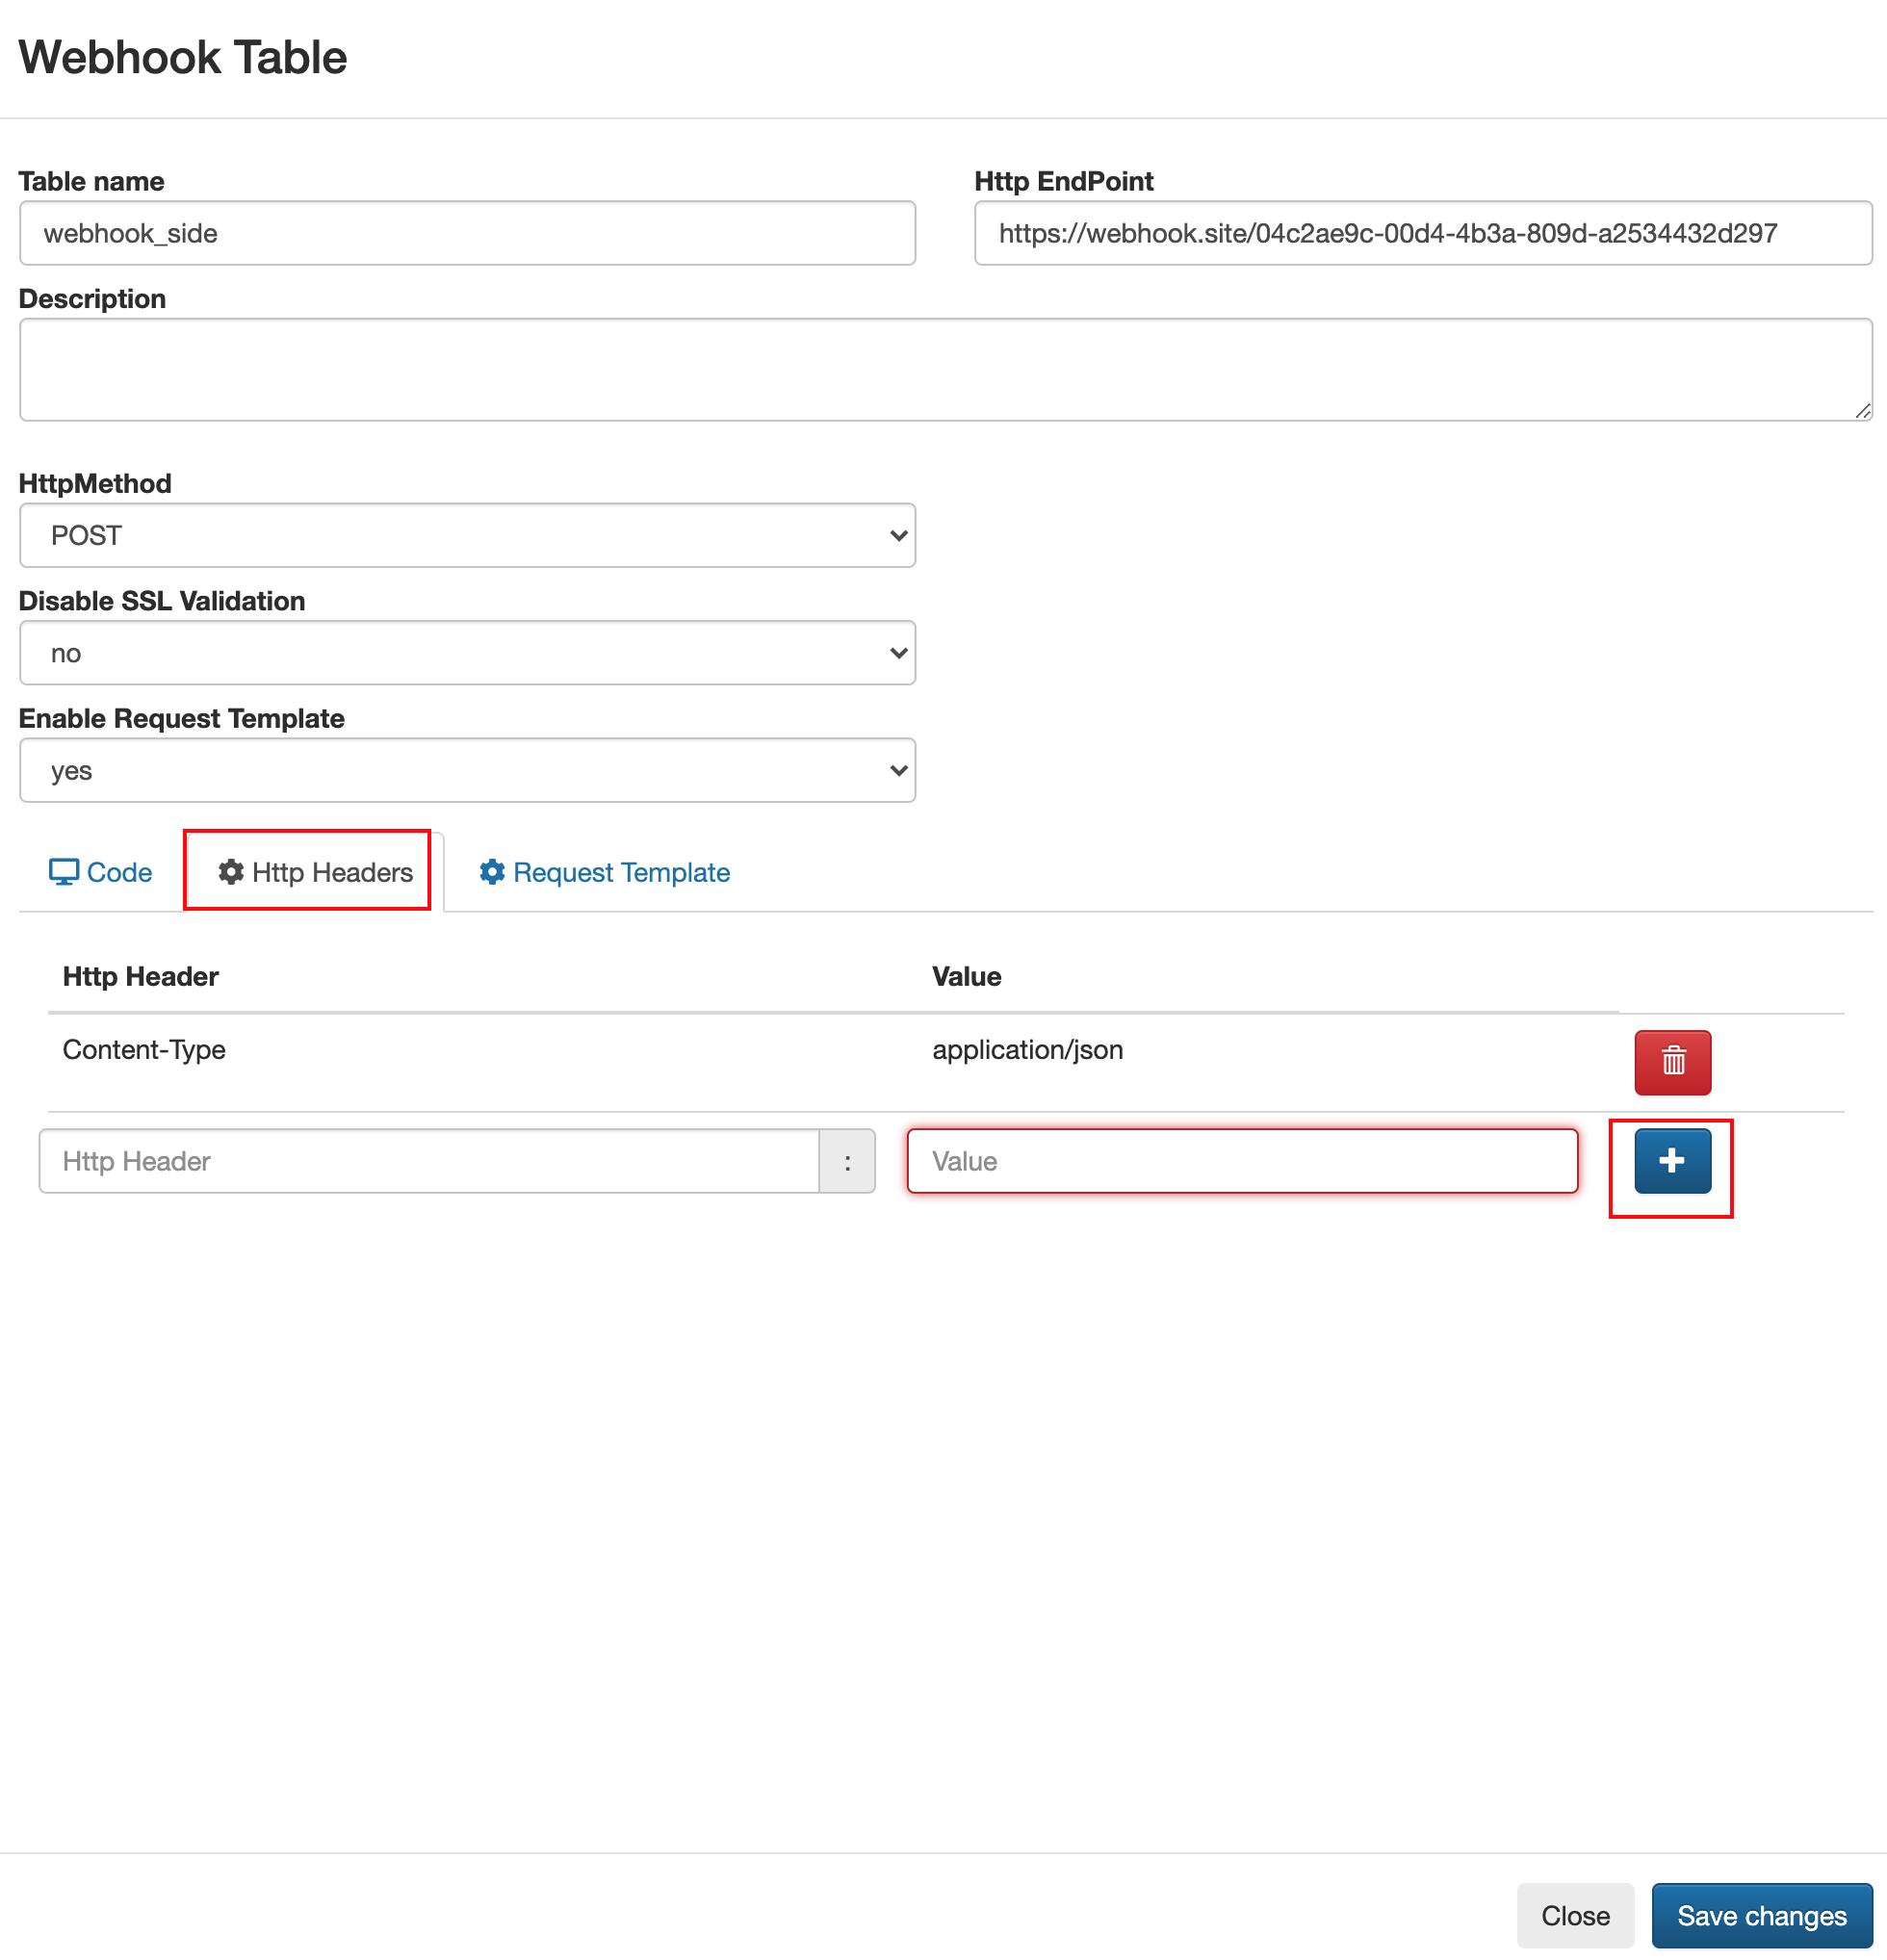 Webhook Table
Table name
Http EndPoint
webhook_side
https://webhook.site/04c2ae9c-00d4-4b3a-809d-a2534432d297
Description
HttpMethod
POST
Disable SSL Validation
no
Enable Request Template
yes
Code
Http Headers
Request Template
Http Header
Value
Content-Type
application/json
Http Header
:
Value
Close
Save changes